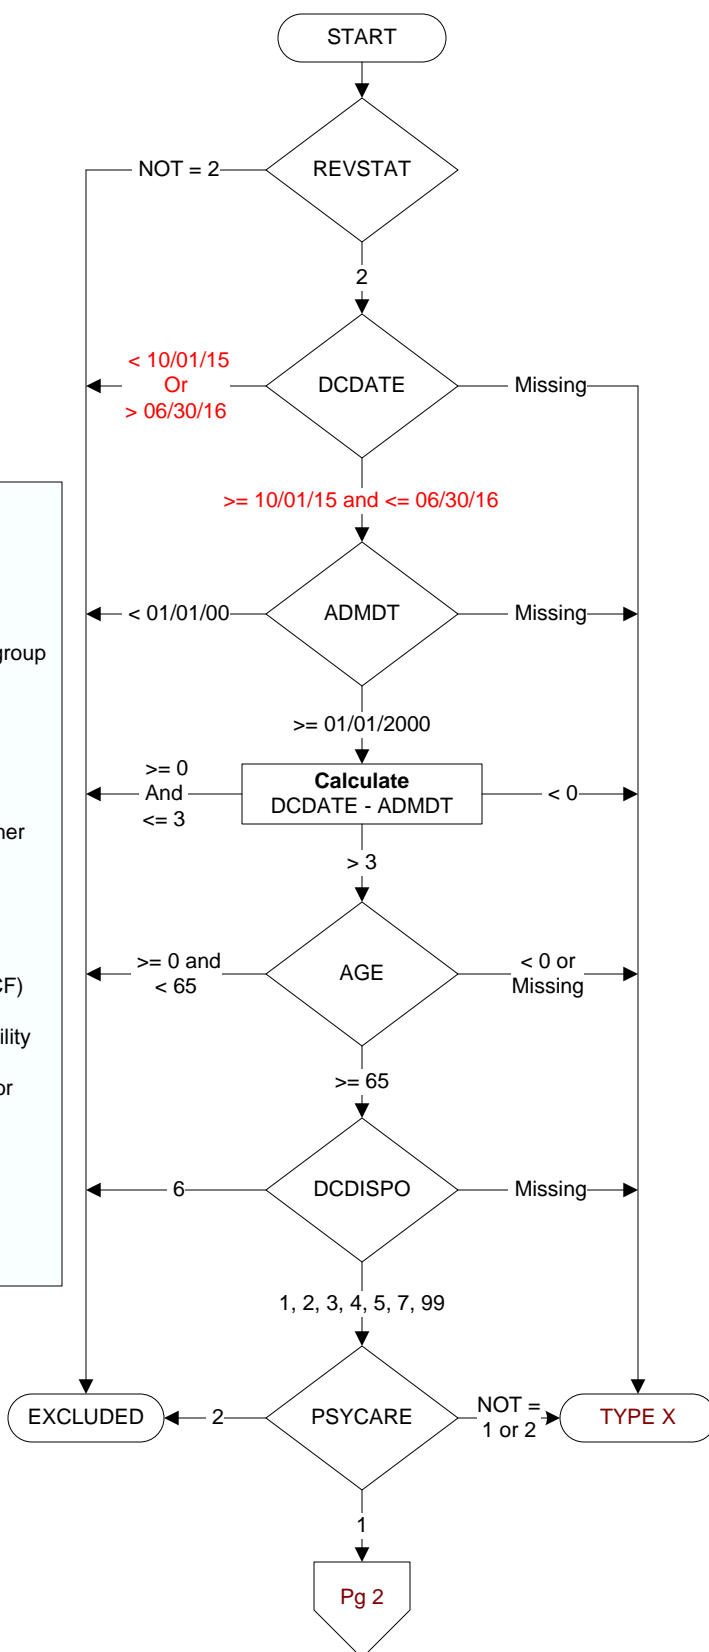 START
REVSTAT
NOT = 2
2
< 10/01/15
Or
> 06/30/16
DCDATE
Missing
>= 10/01/15 and <= 06/30/16
< 01/01/00
ADMDT
Missing
group
>= 01/01/2000
>= 0
And
<= 3
Calculate
DCDATE - ADMDT
< 0
> 3
>= 0 and
< 65
AGE
< 0 or
Missing
CF)
ility
or
>= 65
6
DCDISPO
Missing
1, 2, 3, 4, 5, 7, 99
EXCLUDED
2
PSYCARE
NOT =
1 or 2
TYPE X
1
Pg 2